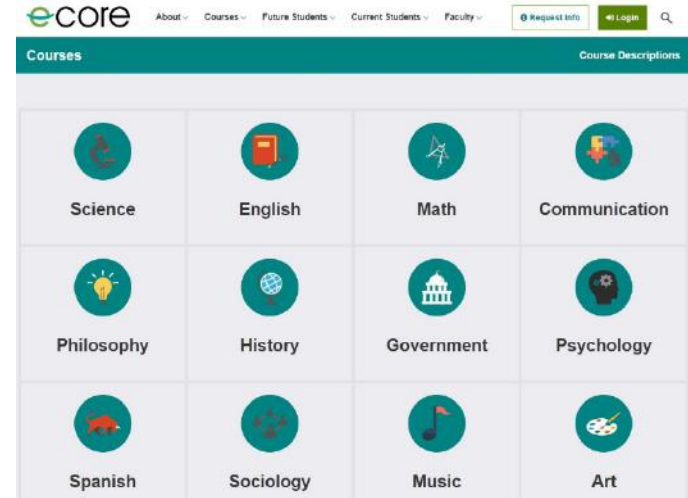 ecore About Courses Future Students Current Students Faculty Request Info Login
Courses Course Descriptions
Science English Math Communication
Philosophy History Government Psychology
Spanish Sociology Music Art